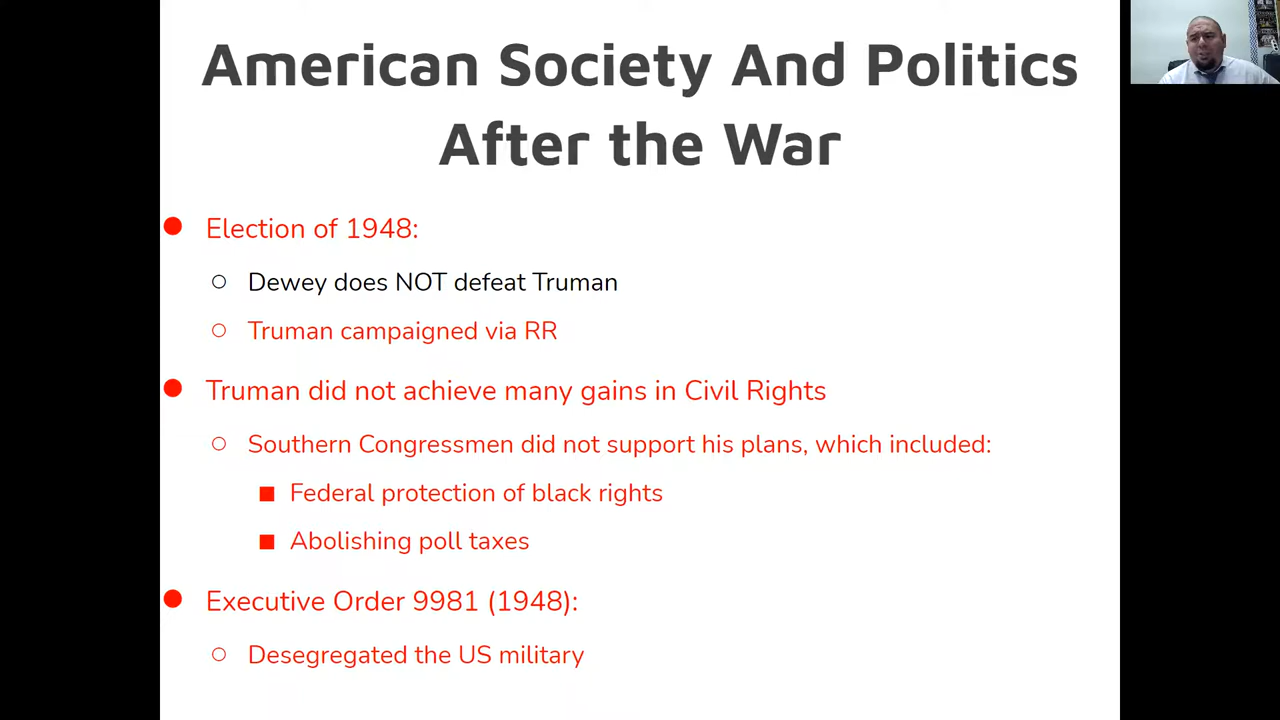 American Society And Politics
After the War
● Election of 1948:
○ Dewey does NOT defeat Truman
○ Truman campaigned via RR
● Truman did not achieve many gains in Civil Rights
○ Southern Congressmen did not support his plans, which included:
■ Federal protection of black rights
■ Abolishing poll taxes
● Executive Order 9981 (1948):
○ Desegregated the US military